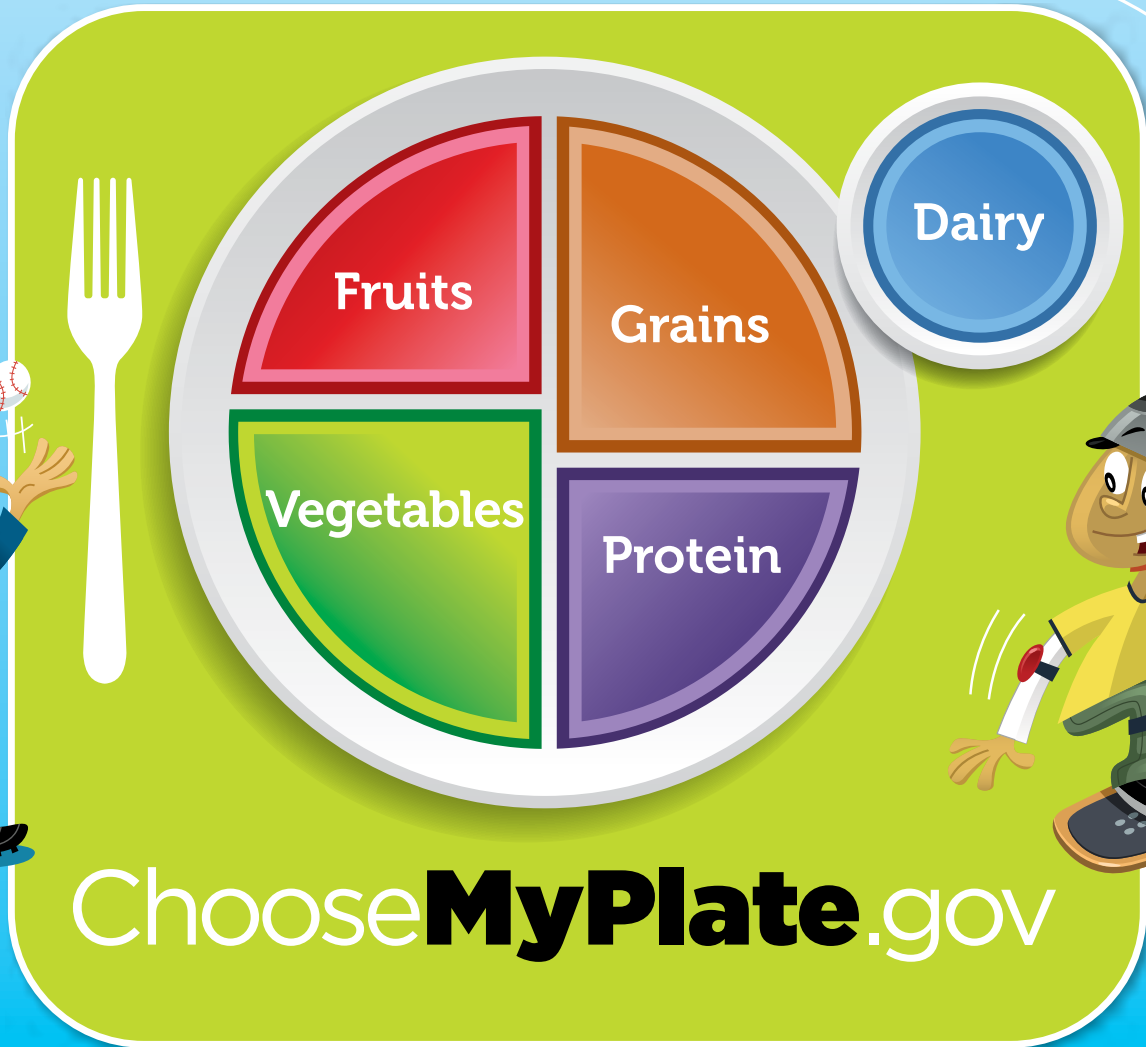 Dairy
Fruits
Grains
Vegetables
Protein
ChooseMyPlate.gov